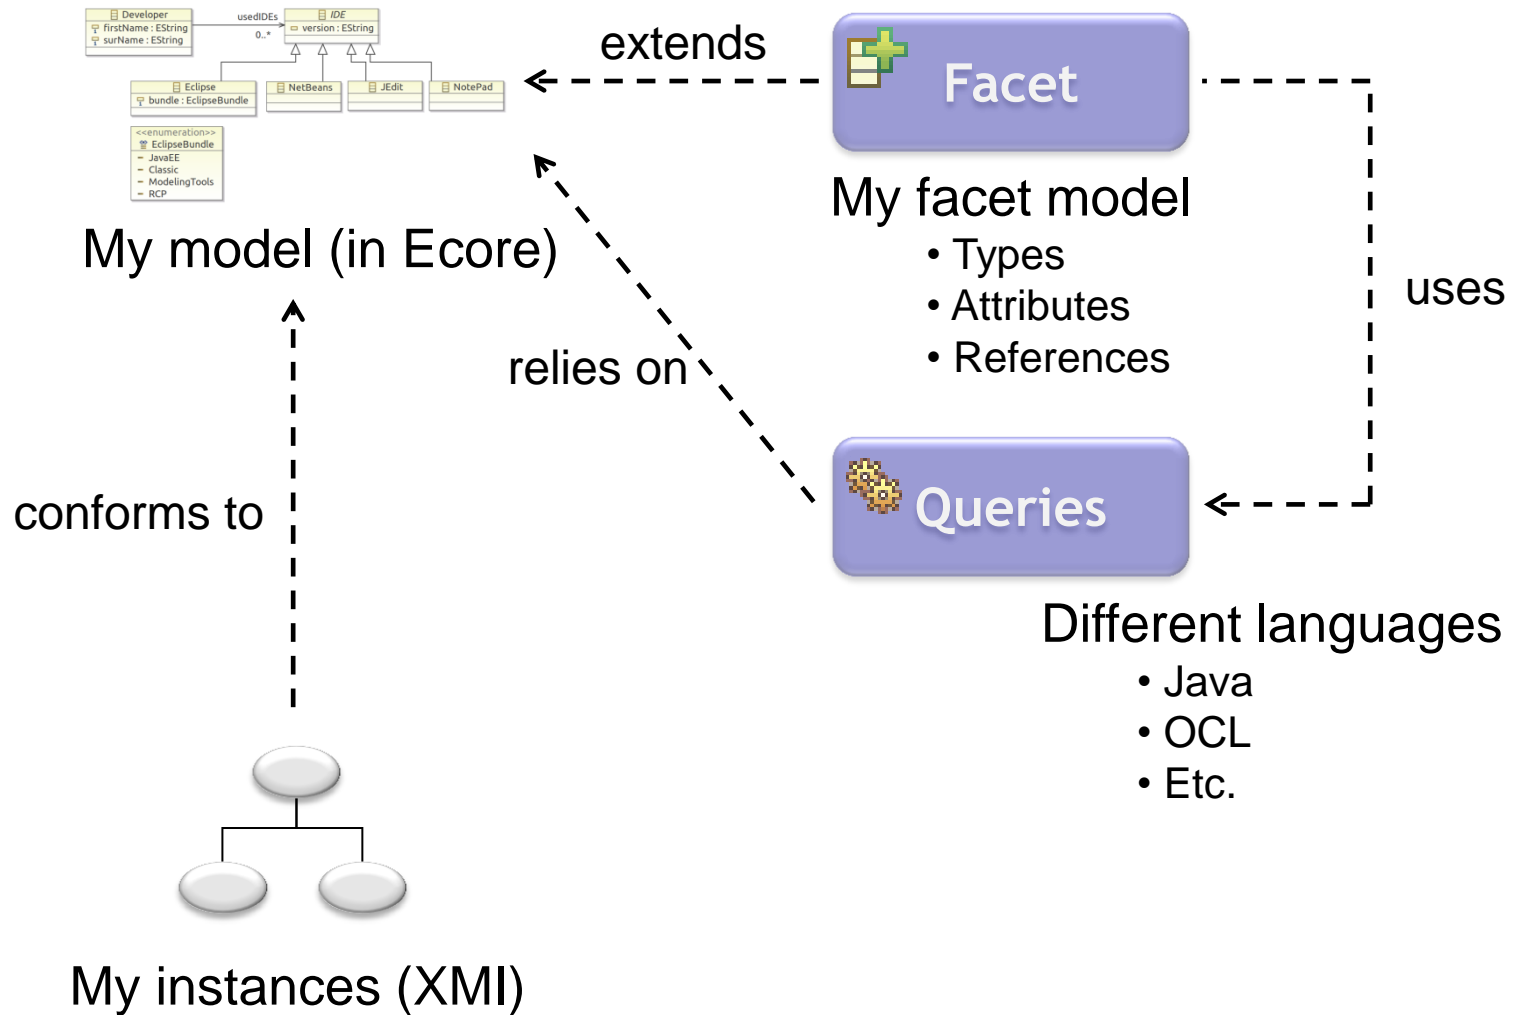 Developer
firstName : EString
surName : EString
usedIDEs
0..*
IDE
version : EString
Eclipse
bundle : EclipseBundle
NetBeans
JEdit
NotePad
<<enumeration>>
EclipseBundle
JavaEE
Classic
ModelingTools
RCP
My model (in Ecore)
extends
Facet
My facet model
• Types
• Attributes
• References
uses
relies on
Queries
conforms to
Different languages
• Java
• OCL
• Etc.
My instances (XMI)